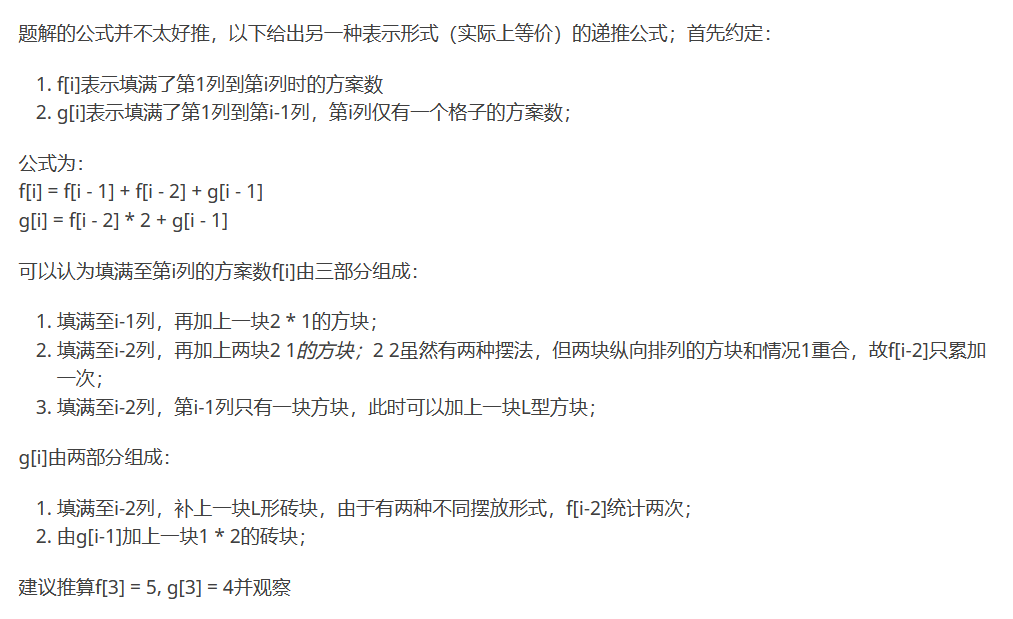 题解的公式并不太好推，以下给出另一种表示形式（实际上等价）的递推公式；首先约定：
1. f[i]表示填满了第1列到第i列时的方案数
2. g[i]表示填满了第1列到第i-1列，第i列仅有一个格子的方案数；
公式为：
f[i] = f[i - 1] + f[i - 2] + g[i - 1]
g[i] = f[i - 2] * 2 + g[i - 1]
可以认为填满至第i列的方案数f[i]由三部分组成：
1. 填满至i-1列，再加上一块2 * 1的方块；
2. 填满至i-2列，再加上两块2 1的方块；2 2虽然有两种摆法，但两块纵向排列的方块和情况1重合，故f[i-2]只累加
一次；
3. 填满至i-2列，第i-1列只有一块方块，此时可以加上一块L型方块；
g[i]由两部分组成：
1. 填满至i-2列，补上一块L形砖块，由于有两种不同摆放形式，f[i-2]统计两次；
2. 由g[i-1]加上一块1 * 2的砖块；
建议推算f[3] = 5, g[3] = 4并观察